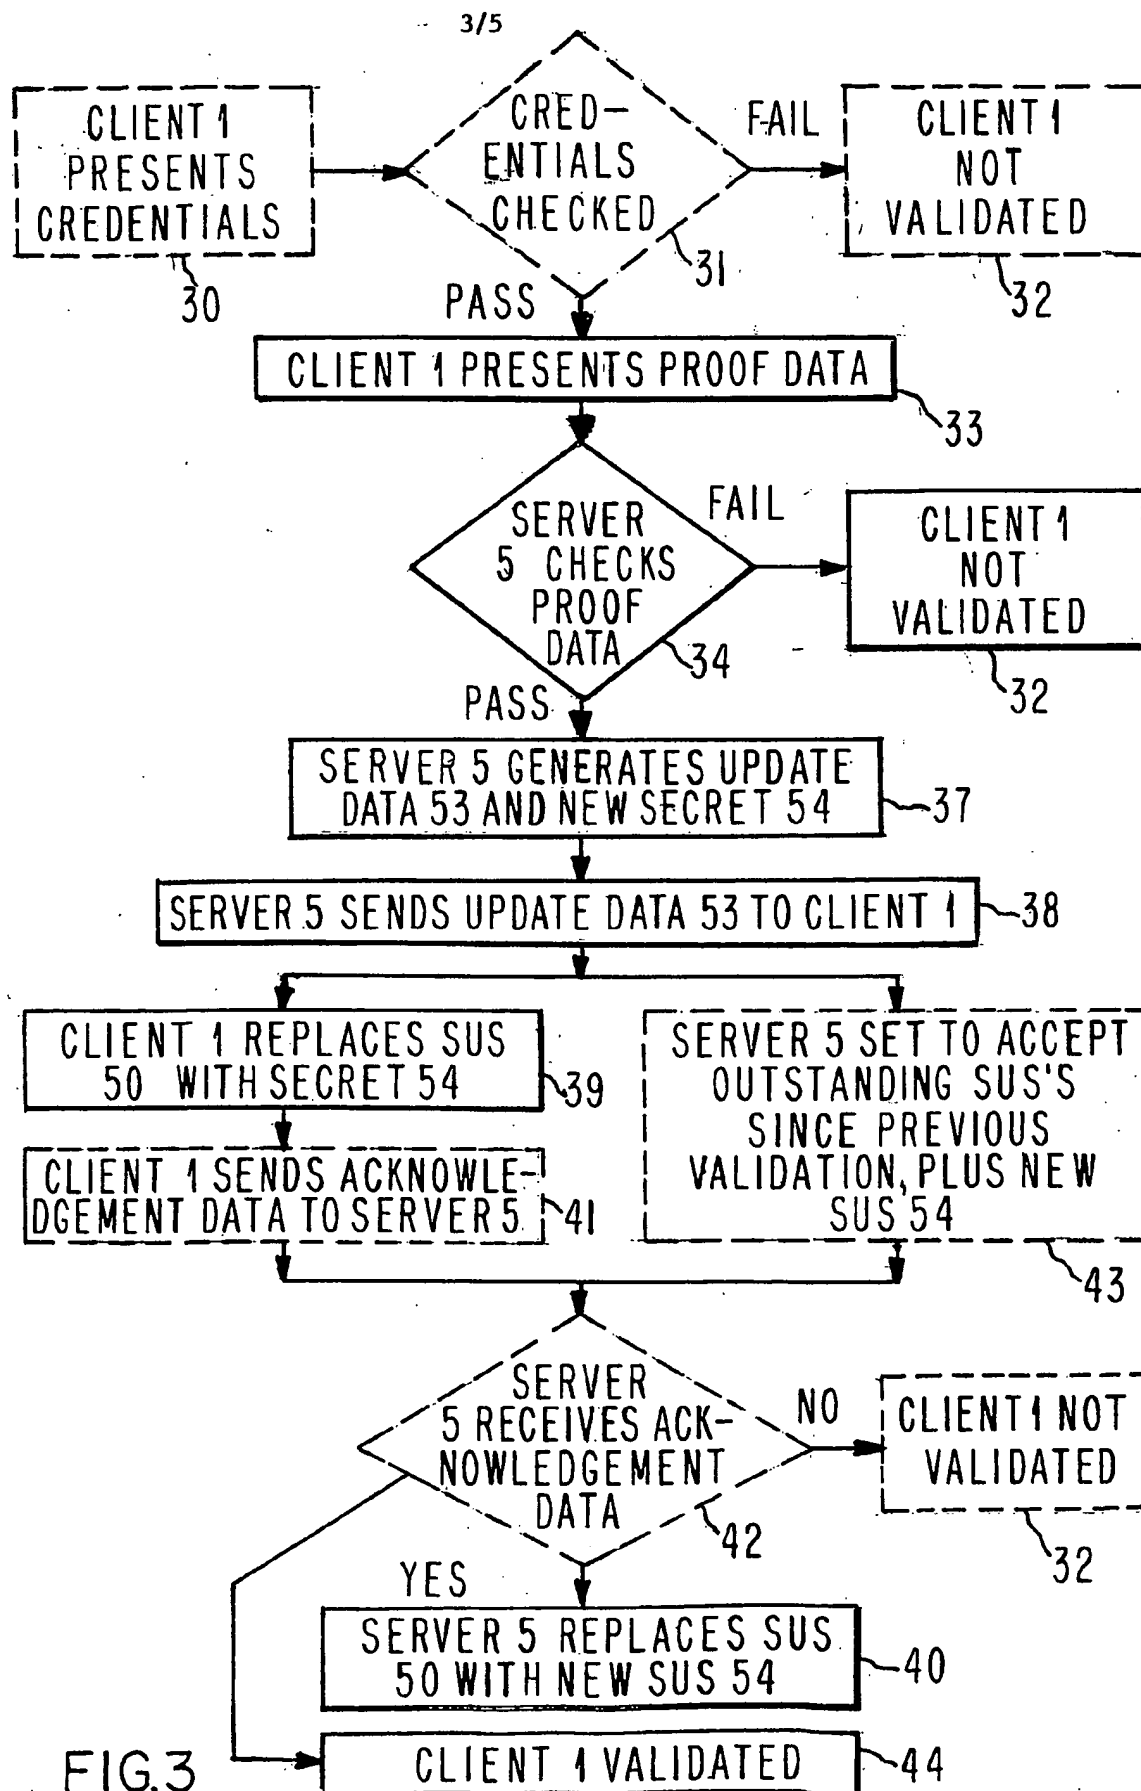 3/5
CLIENT 1
PRESENTS
CREDENTIALS
30
CRED-
ENTIALS
CHECKED
31
FAIL
CLIENT 1
NOT
VALIDATED
32
PASS
CLIENT 1 PRESENTS PROOF DATA
33
SERVER
5 CHECKS
PROOF
DATA
34
FAIL
CLIENT 1
NOT
VALIDATED
32
PASS
SERVER 5 GENERATES UPDATE
DATA 53 AND NEW SECRET 54
37
SERVER 5 SENDS UPDATE DATA 53 TO CLIENT 1
38
CLIENT 1 REPLACES SUS
50 WITH SECRET 54
39
CLIENT 1 SENDS ACKNOWLE-
DGEMENT DATA TO SERVER 5
41
SERVER 5 SET TO ACCEPT
OUTSTANDING SUS'S
SINCE PREVIOUS
VALIDATION, PLUS NEW
SUS 54
43
SERVER
5 RECEIVES ACK-
NOWLEDGEMENT
DATA
42
NO
CLIENT 1 NOT
VALIDATED
32
YES
SERVER 5 REPLACES SUS
50 WITH NEW SUS 54
40
CLIENT 1 VALIDATED
44
FIG.3